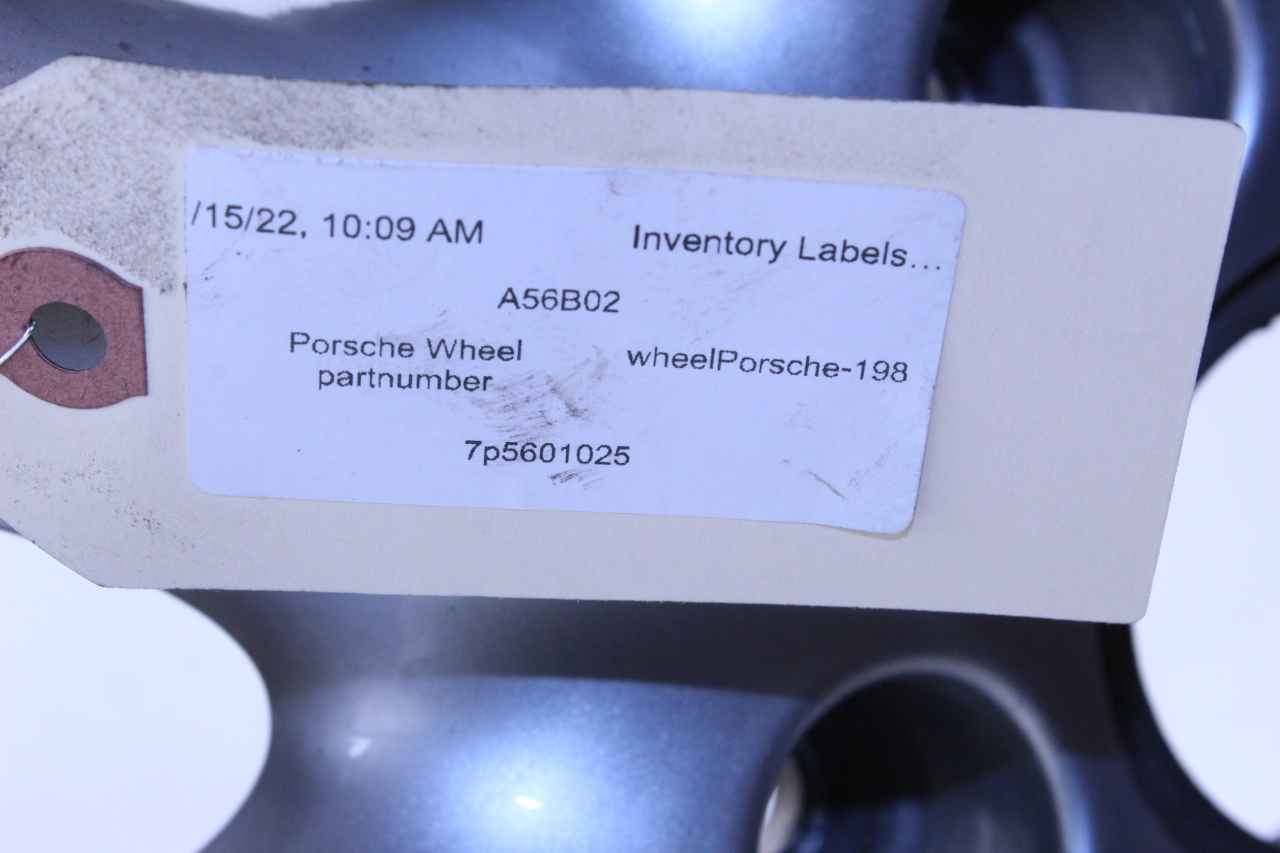 /15/22, 10:09 AM Inventory Labels...
A56B02
Porsche Wheel
partnumber
wheelPorsche-198
7p5601025